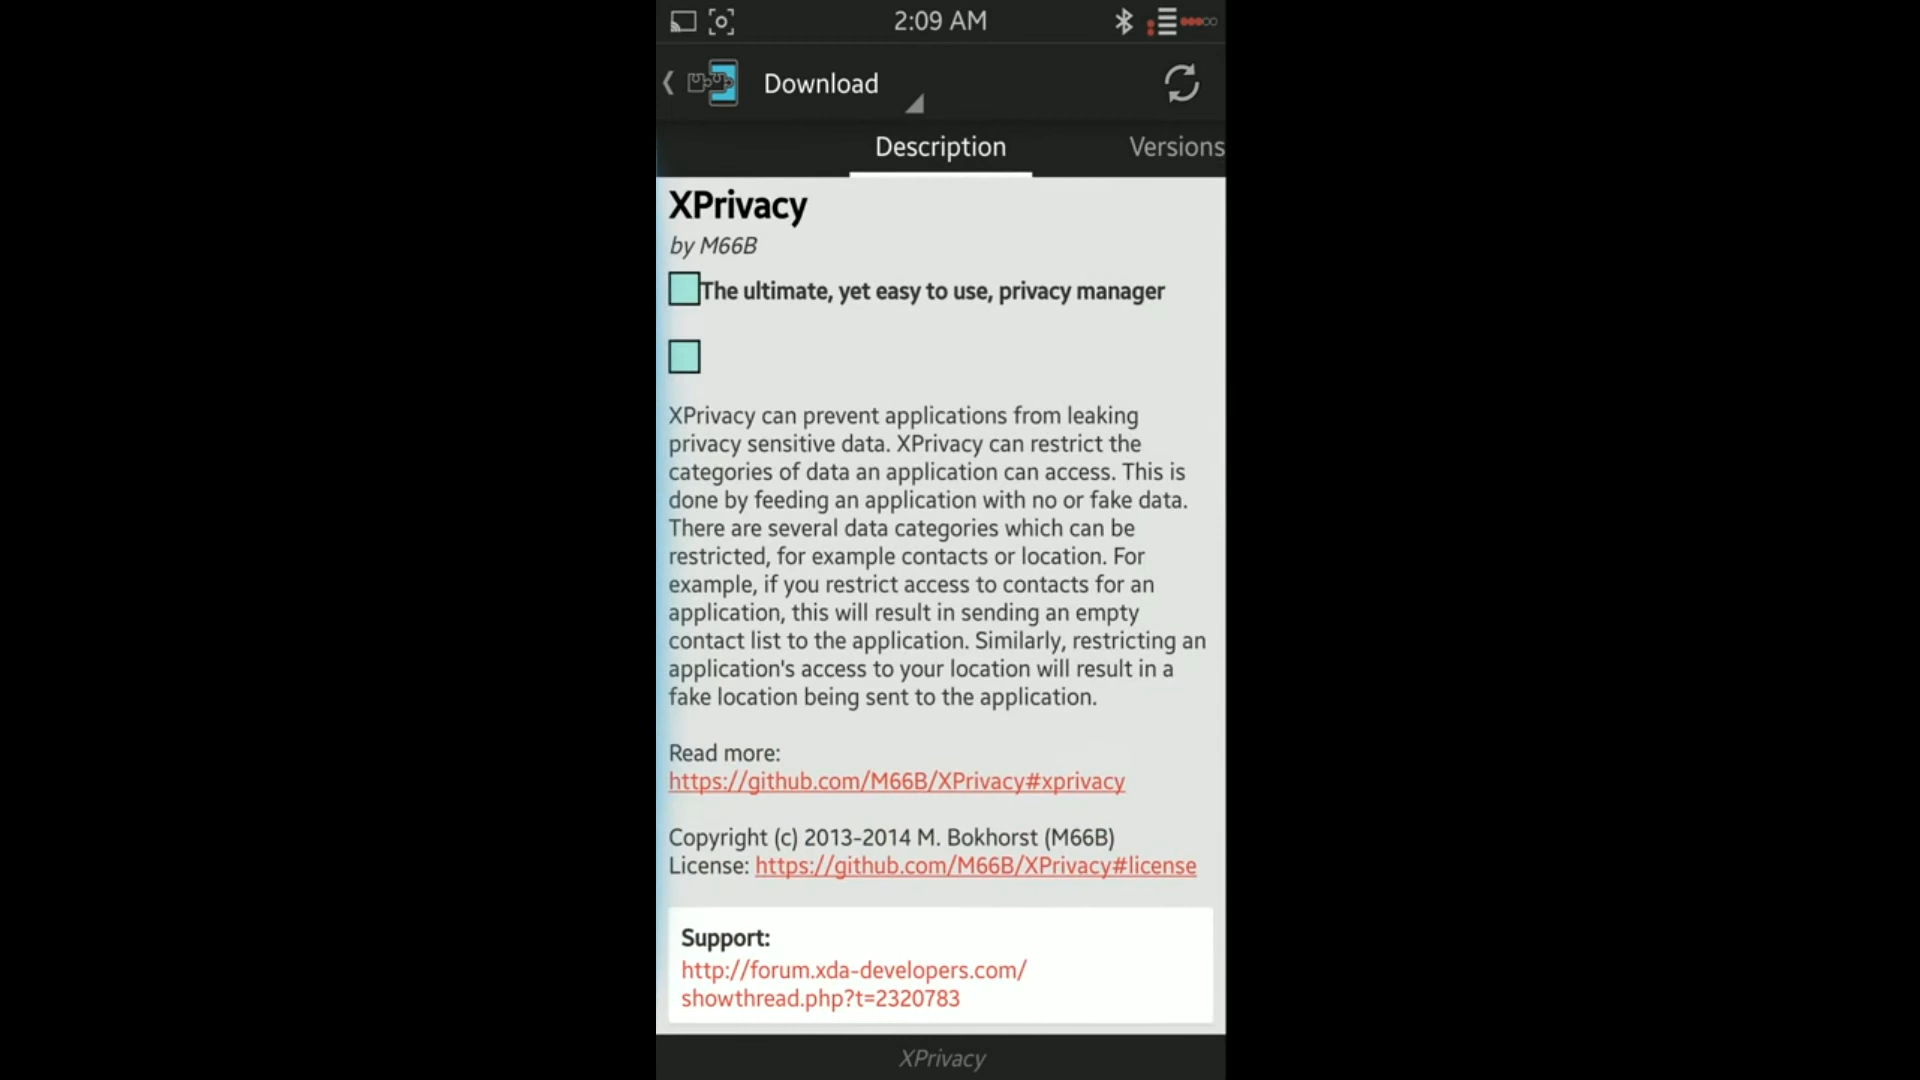 2:09 AM
Download
Description
Versions
XPrivacy
by M66B
The ultimate, yet easy to use, privacy manager
XPrivacy can prevent applications from leaking
privacy sensitive data. XPrivacy can restrict the
categories of data an application can access. This is
done by feeding an application with no or fake data.
There are several data categories which can be
restricted, for example contacts or location. For
example, if you restrict access to contacts for an
application, this will result in sending an empty
contact list to the application. Similarly, restricting an
application's access to your location will result in a
fake location being sent to the application.
Read more:
https://github.com/M66B/XPrivacy#xprivacy
Copyright (c) 2013-2014 M. Bokhorst (M66B)
License: https://github.com/M66B/XPrivacy#license
Support:
http://forum.xda-developers.com/
showthread.php?t=2320783
XPrivacy